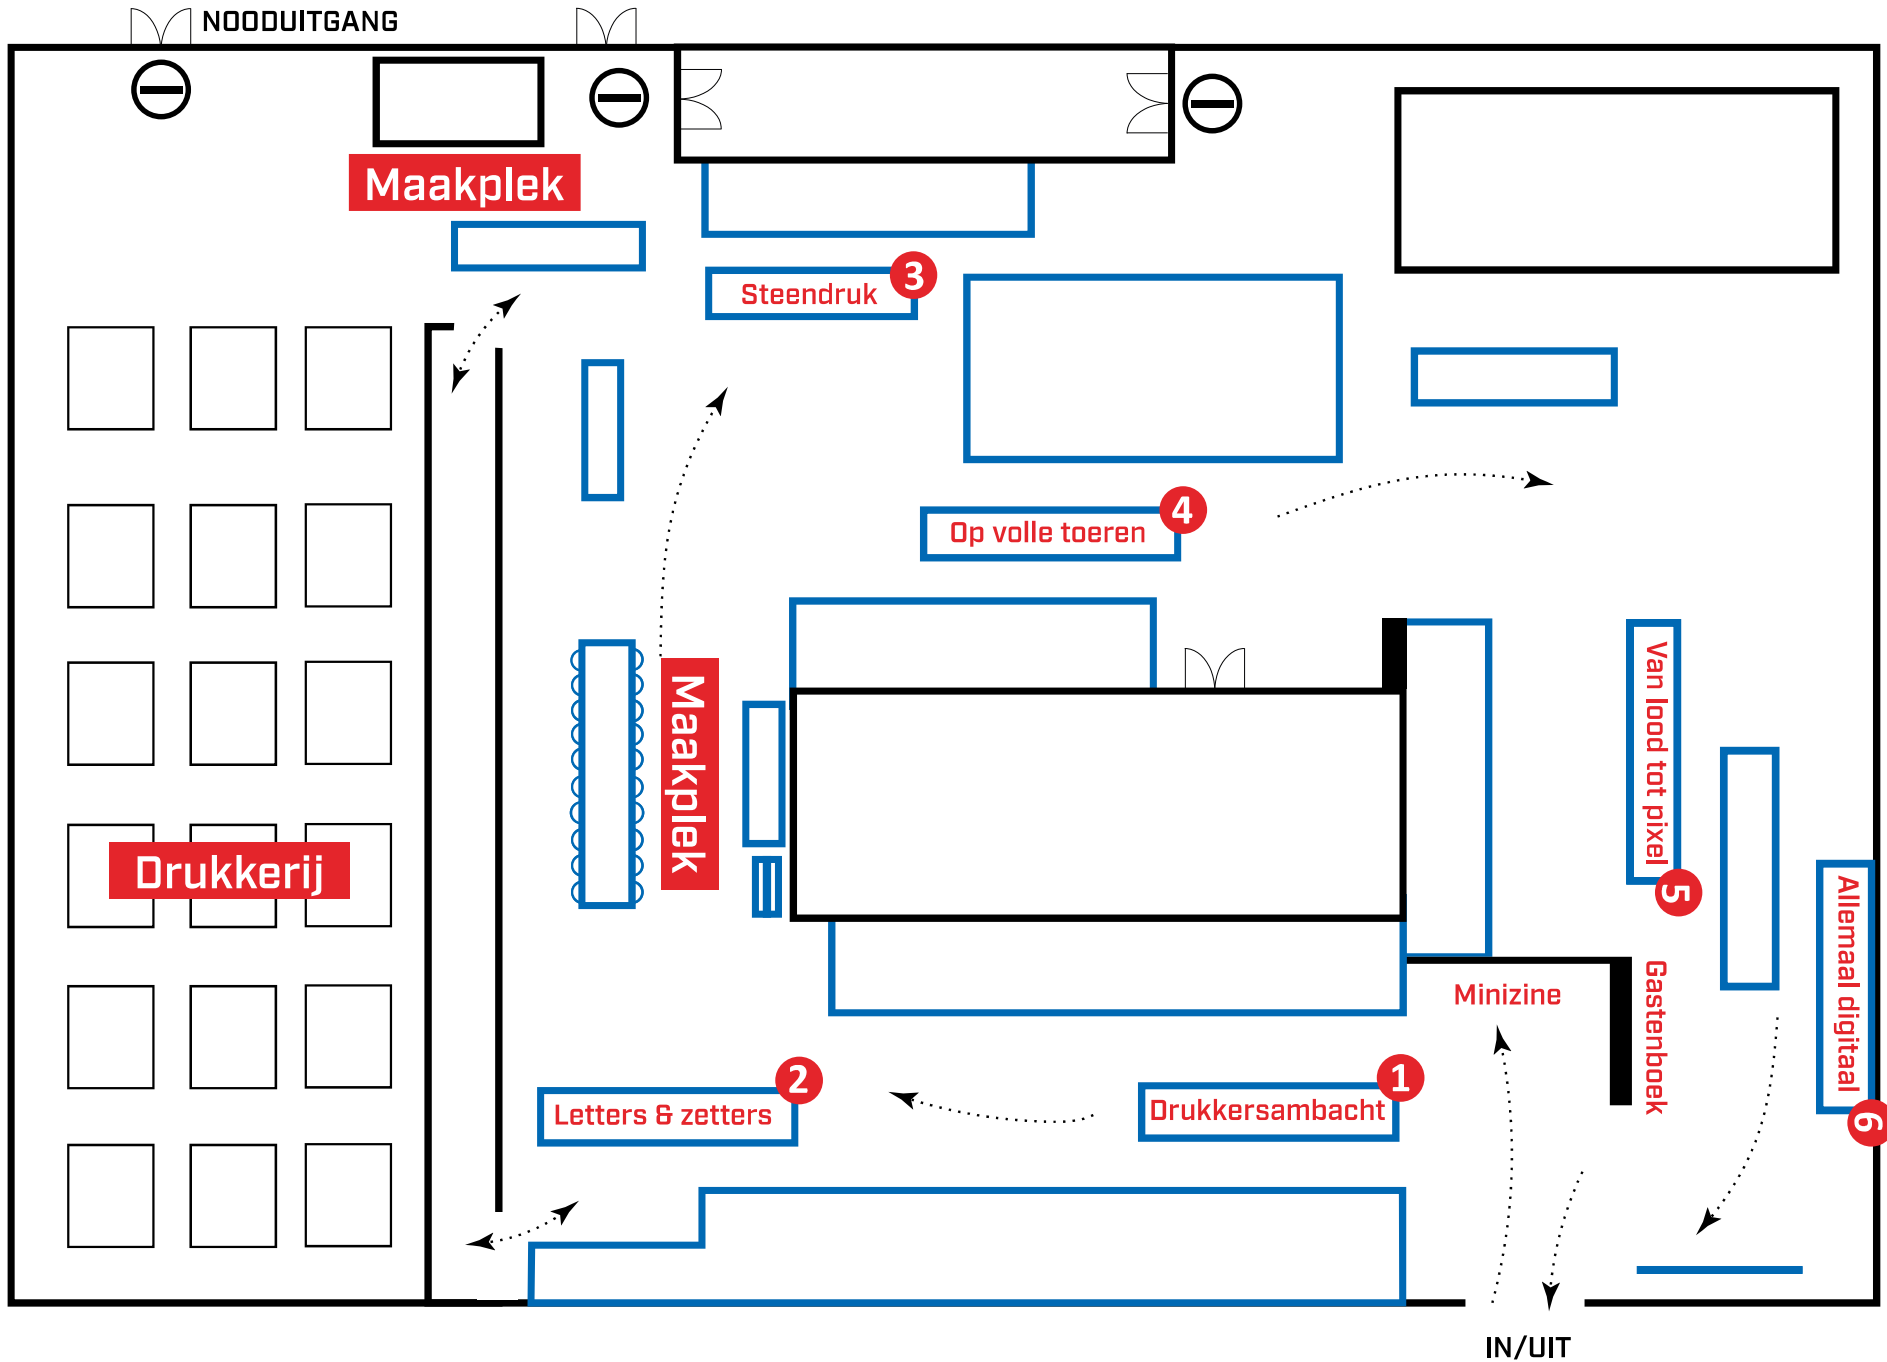 NOODUITGANG
Maakplek
Steendruk
3
Op volle toeren
4
Maakplek
Van lood tot pixel
5
Drukkerij
Allemaal digitaal
6
Minizine
Gastenboek
Letters & zetters
2
Drukkersambacht
1
IN/UIT